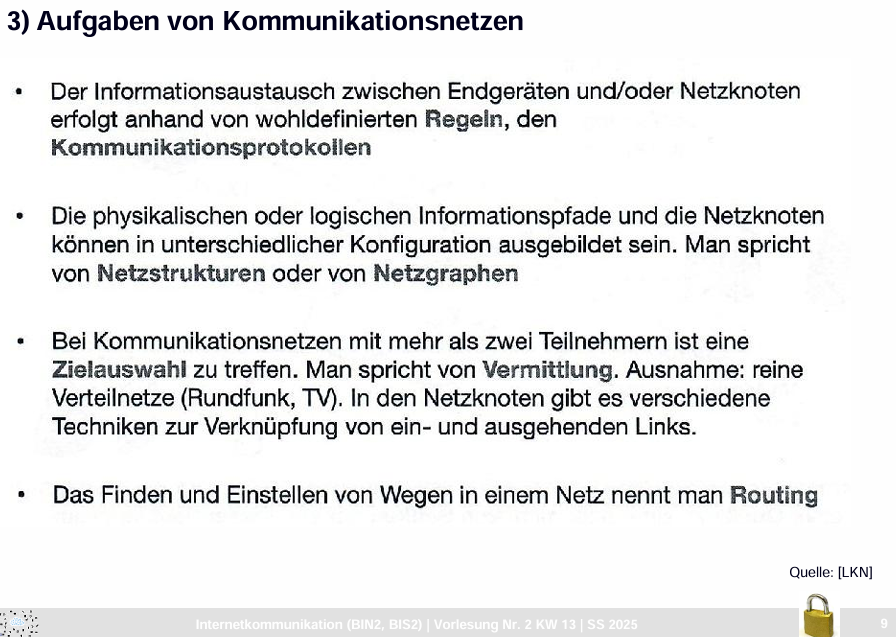 3) Aufgaben von Kommunikationsnetzen
• Der Informationsaustausch zwischen Endgeräten und/oder Netzknoten
erfolgt anhand von wohldefinierten Regeln, den
Kommunikationsprotokollen
• Die physikalischen oder logischen Informationspfade und die Netzknoten
können in unterschiedlicher Konfiguration ausgebildet sein. Man spricht
von Netzstrukturen oder von Netzgraphen
• Bei Kommunikationsnetzen mit mehr als zwei Teilnehmern ist eine
Zielauswahl zu treffen. Man spricht von Vermittlung. Ausnahme: reine
Verteilnetze (Rundfunk, TV). In den Netzknoten gibt es verschiedene
Techniken zur Verknüpfung von ein- und ausgehenden Links.
• Das Finden und Einstellen von Wegen in einem Netz nennt man Routing
Quelle: [LKN]
Internetkommunikation (BIN2, BIS2) | Vorlesung Nr. 2 KW 13 | SS 2025
9